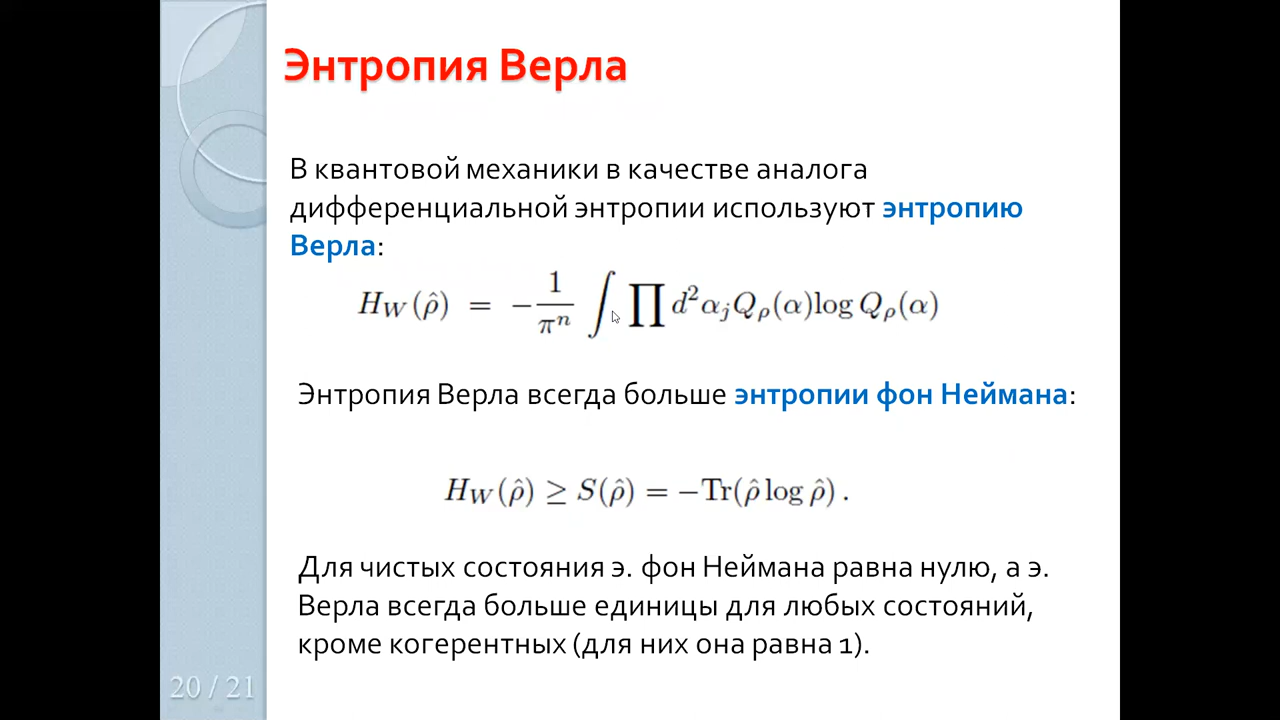 Энтропия Верла
В квантовой механики в качестве аналога
дифференциальной энтропии используют энтропию
Верла:
H_W(ρ̂) = −1/πⁿ ∫ ∏ d²α_j Q_ρ(α)log Q_ρ(α)
Энтропия Верла всегда больше энтропии фон Неймана:
H_W(ρ̂) ≥ S(ρ̂) = −Tr(ρ̂ log ρ̂) .
Для чистых состояния э. фон Неймана равна нулю, а э.
Верла всегда больше единицы для любых состояний,
кроме когерентных (для них она равна 1).
20 / 21